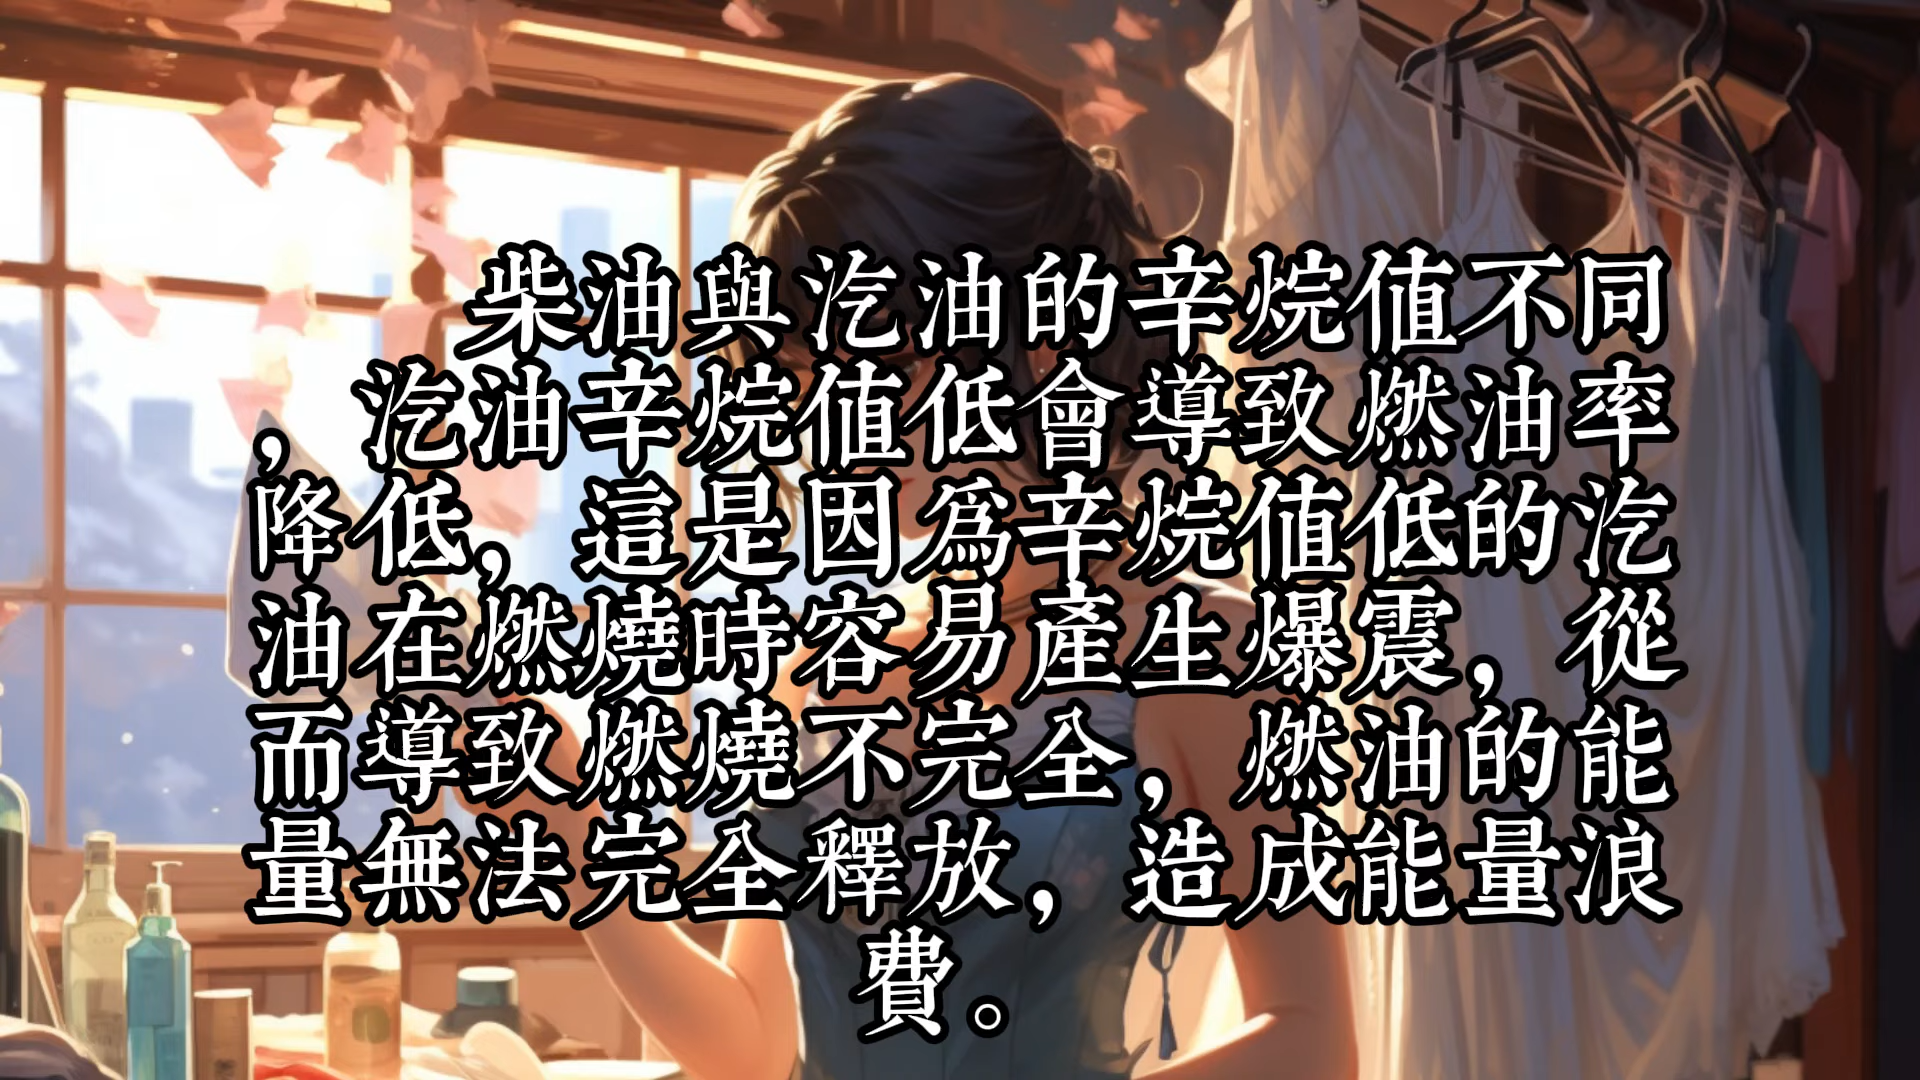 柴油與汽油的辛烷值不同
，汽油辛烷值低會導致燃油率
降低，這是因爲辛烷值低的汽
油在燃燒時容易產生爆震，從
而導致燃燒不完全，燃油的能
量無法完全釋放，造成能量浪
費。